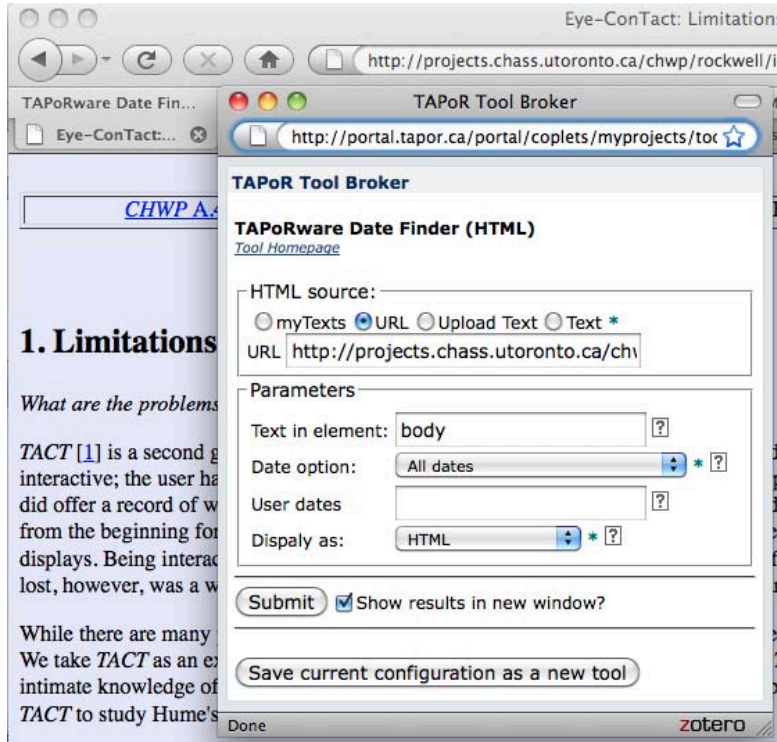 Eye-ConTact: Limitation
http://projects.chass.utoronto.ca/chwp/rockwell/i
TAPoRware Date Fin...
Eye-ConTact:...
TAPoR Tool Broker
http://portal.tapor.ca/portal/coplets/myprojects/too
TAPoR Tool Broker
CHWP A.
TAPoRware Date Finder (HTML)
Tool Homepage
HTML source:
myTexts URL Upload Text Text *
URL http://projects.chass.utoronto.ca/chw
Parameters
Text in element: body ?
Date option: All dates * ?
User dates ?
Dispaly as: HTML * ?
Submit Show results in new window?
Save current configuration as a new tool
Done zotero
1. Limitations
What are the problems
TACT [1] is a second g
interactive; the user ha
did offer a record of w
from the beginning for
displays. Being interac
lost, however, was a w
While there are many
We take TACT as an ex
intimate knowledge of
TACT to study Hume's